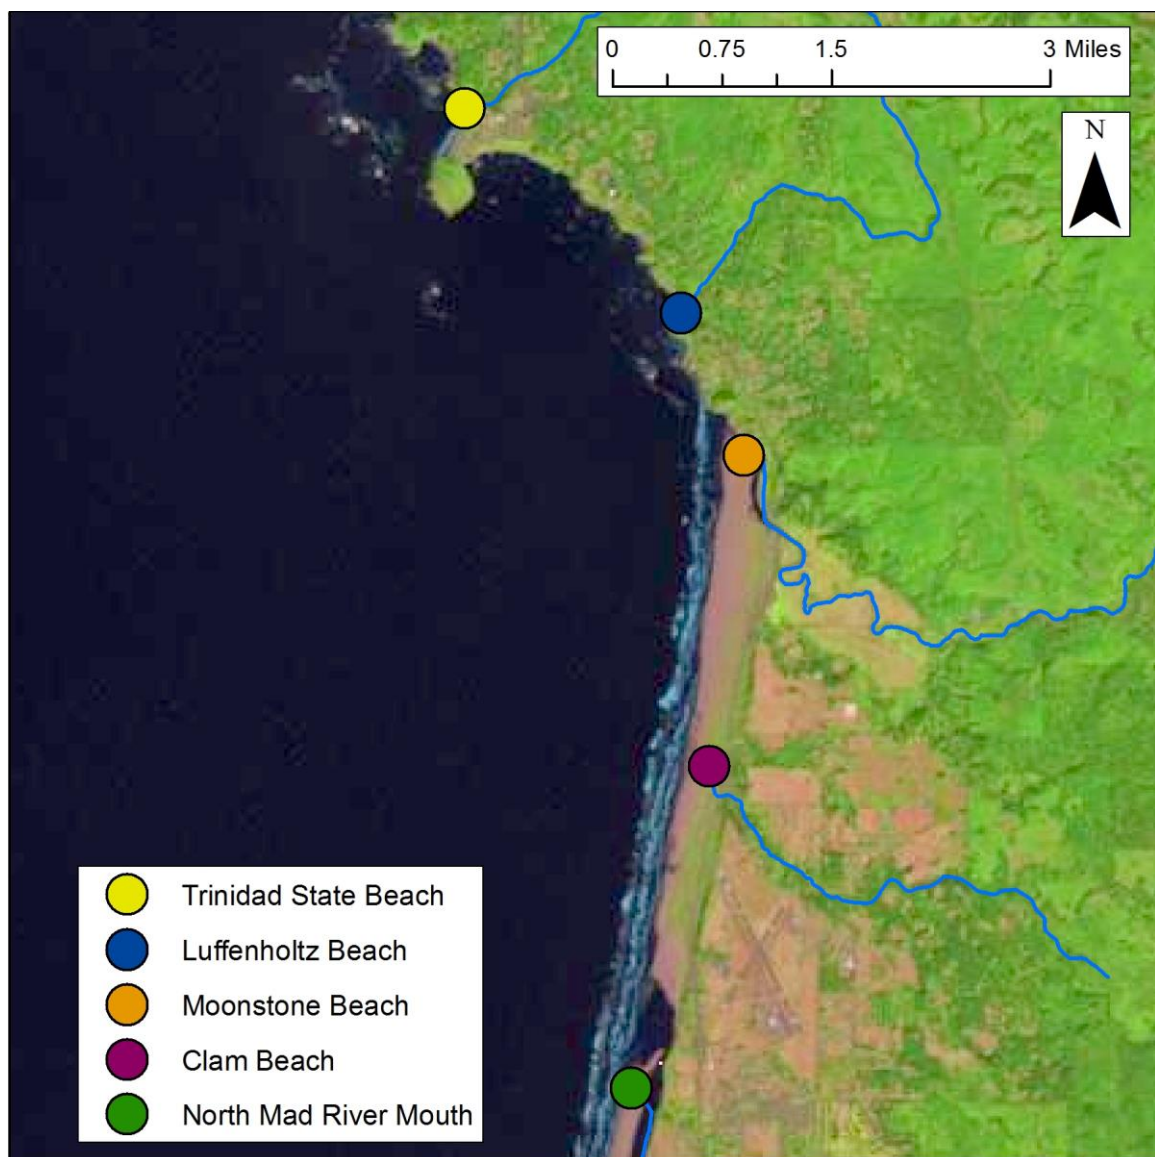 0 0.75 1.5 3 Miles
N
Trinidad State Beach
Luffenholtz Beach
Moonstone Beach
Clam Beach
North Mad River Mouth